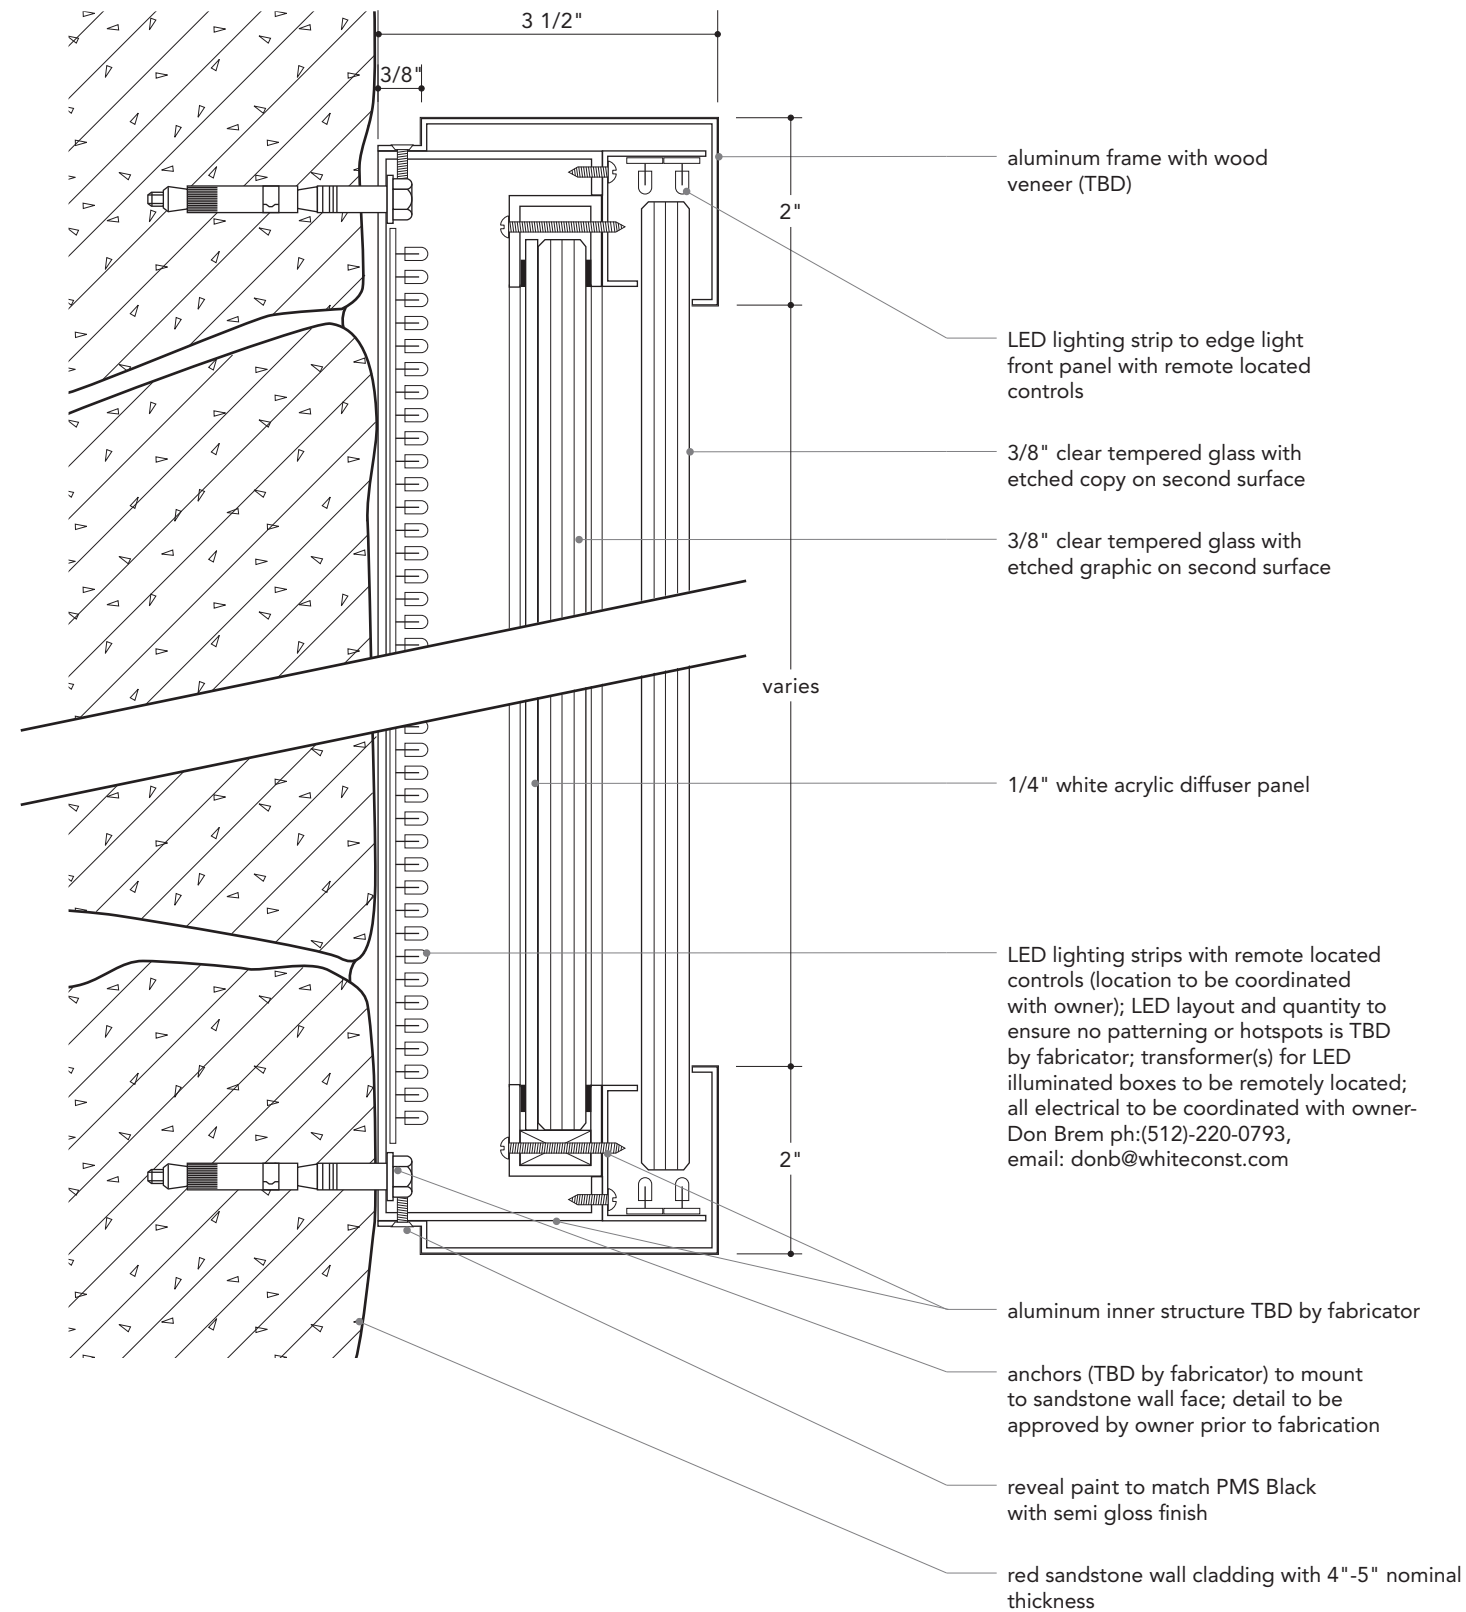 3 1/2"
3/8"
aluminum frame with wood
veneer (TBD)
2"
LED lighting strip to edge light
front panel with remote located
controls
3/8" clear tempered glass with
etched copy on second surface
3/8" clear tempered glass with
etched graphic on second surface
varies
1/4" white acrylic diffuser panel
LED lighting strips with remote located
controls (location to be coordinated
with owner); LED layout and quantity to
ensure no patterning or hotspots is TBD
by fabricator; transformer(s) for LED
illuminated boxes to be remotely located;
all electrical to be coordinated with owner-
Don Brem ph:(512)-220-0793,
email: donb@whiteconst.com
2"
aluminum inner structure TBD by fabricator
anchors (TBD by fabricator) to mount
to sandstone wall face; detail to be
approved by owner prior to fabrication
reveal paint to match PMS Black
with semi gloss finish
red sandstone wall cladding with 4"-5" nominal
thickness